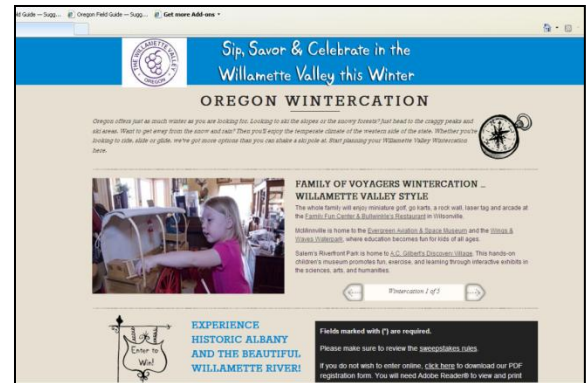 ld Guide — Sugg...
Oregon Field Guide — Sugg...
Get more Add-ons
THE WILLAMETTE VALLEY
OREGON
Sip, Savor & Celebrate in the
Willamette Valley this Winter
OREGON WINTERCATION
Oregon offers just as much winter as you are looking for. Looking to ski the slopes or the snowy forests? Just head to the craggy peaks and
ski areas. Want to get away from the snow and rain? Then you'll enjoy the temperate climate of the western side of the state. Whether you're
looking to ride, slide or glide, we've got more options than you can shake a ski pole at. Start planning your Willamette Valley Wintercation
here.
FAMILY OF VOYAGERS WINTERCATION ...
WILLAMETTE VALLEY STYLE
The whole family will enjoy miniature golf, go karts, a rock wall, laser tag and arcade at
the Family Fun Center & Bullwinkle's Restaurant in Wilsonville.
McMinnville is home to the Evergreen Aviation & Space Museum and the Wings &
Waves Waterpark, where education becomes fun for kids of all ages.
Salem's Riverfront Park is home to A.C. Gilbert's Discovery Village. This hands-on
children's museum promotes fun, exercise, and learning through interactive exhibits in
the sciences, arts, and humanities.
Wintercation 1 of 5
Enter to
Win!
EXPERIENCE
HISTORIC ALBANY
AND THE BEAUTIFUL
WILLAMETTE RIVER!
Fields marked with (*) are required.
Please make sure to review the sweepstakes rules.
If you do not wish to enter online, click here to download our PDF
registration form. You will need Adobe Reader® to view and print